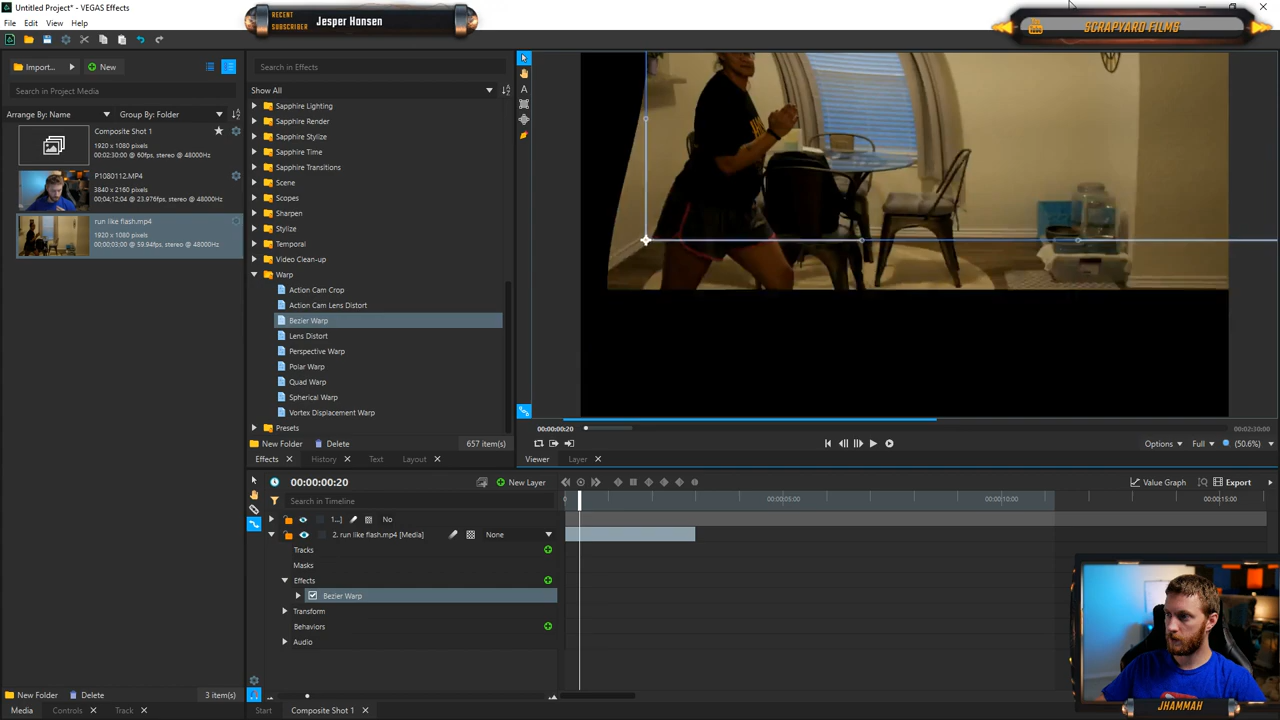 Untitled Project* - VEGAS Effects
RECENT SUBSCRIBER Jesper Honsen
SCRAPYARD FILMS
File Edit View Help
Import... New
Search in Project Media
Arrange By: Name Group By: Folder
Composite Shot 1
1920 x 1080 pixels
00:02:30:00 @ 60fps, stereo @ 48000Hz
P1080112.MP4
3840 x 2160 pixels
00:04:12:04 @ 23.976fps, stereo @ 48000Hz
run like flash.mp4
1920 x 1080 pixels
00:00:03:00 @ 59.94fps, stereo @ 48000Hz
New Folder Delete 3 item(s)
Media Controls Track
Search in Effects
Show All
Sapphire Lighting
Sapphire Render
Sapphire Stylize
Sapphire Time
Sapphire Transitions
Scene
Scopes
Sharpen
Stylize
Temporal
Video Clean-up
Warp
Action Cam Crop
Action Cam Lens Distort
Bezier Warp
Lens Distort
Perspective Warp
Polar Warp
Quad Warp
Spherical Warp
Vortex Displacement Warp
Presets
New Folder Delete 657 item(s)
Effects History Text Layout
00:00:00:20 00:02:30:00
Options Full (50.6%)
Viewer Layer
00:00:00:20 New Layer Value Graph Export
Search in Timeline
0 00:00:05:00 00:00:10:00 00:00:15:00
1...] No
2. run like flash.mp4 [Media] None
Tracks
Masks
Effects
Bezier Warp
Transform
Behaviors
Audio
Start Composite Shot 1
JHAMMAH